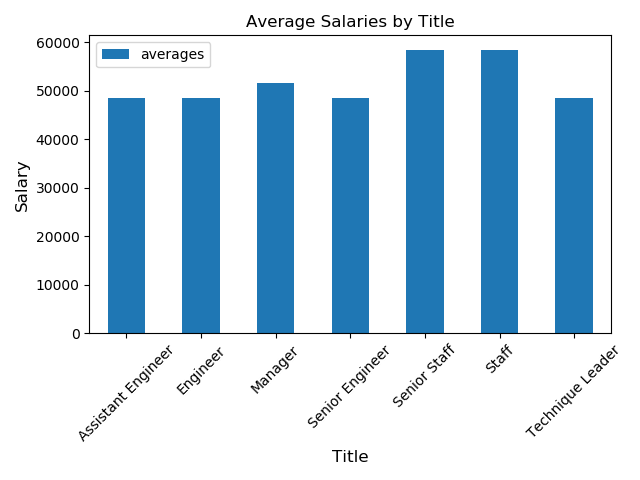 Average Salaries by Title
averages
60000
50000
40000
30000
20000
10000
0
Salary
Assistant Engineer
Engineer
Manager
Senior Engineer
Senior Staff
Staff
Technique Leader
Title